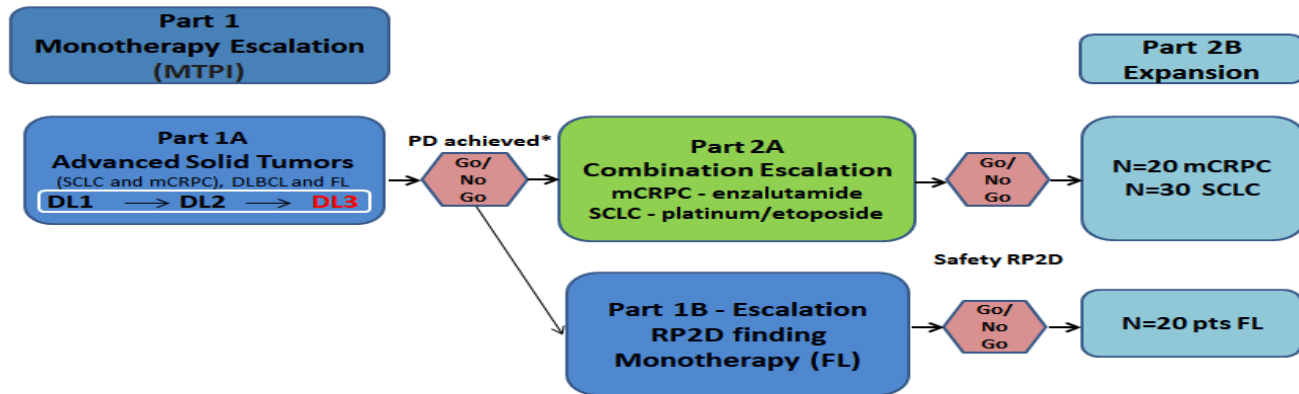 Part 1
Monotherapy Escalation
(MTPI)
Part 2B
Expansion
Part 1A
Advanced Solid Tumors
(SCLC and mCRPC), DLBCL and FL
DL1 → DL2 → DL3
PD achieved*
Go/
No
Go
Part 2A
Combination Escalation
mCRPC - enzalutamide
SCLC - platinum/etoposide
Go/
No
Go
N=20 mCRPC
N=30 SCLC
Safety RP2D
Part 1B - Escalation
RP2D finding
Monotherapy (FL)
Go/
No
Go
N=20 pts FL